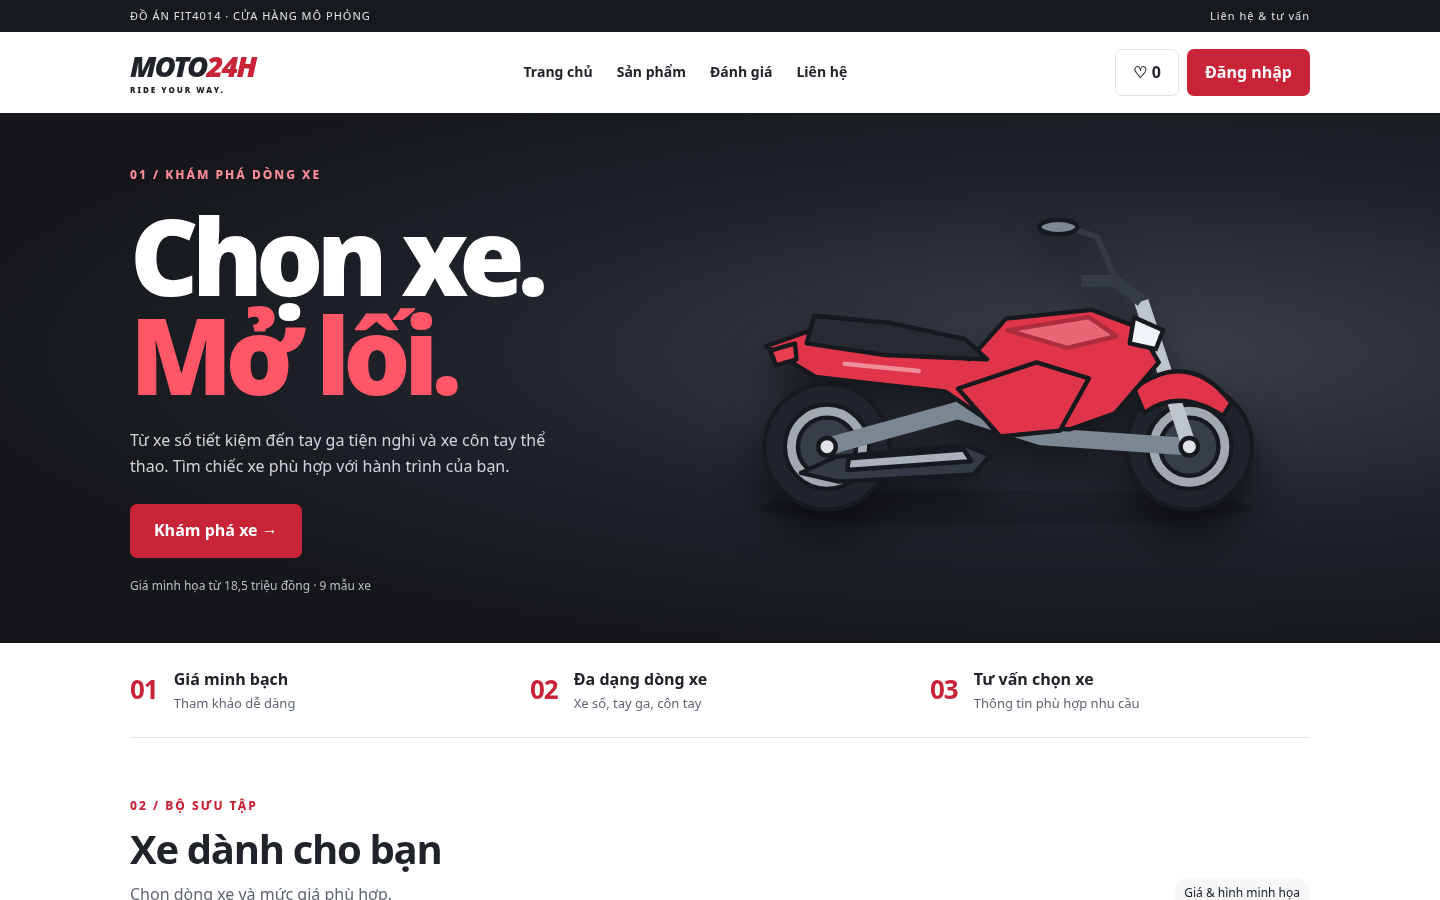 ĐỒ ÁN FIT4014 · CỬA HÀNG MÔ PHỎNG
Liên hệ & tư vấn
MOTO24H
RIDE YOUR WAY.
Trang chủ
Sản phẩm
Đánh giá
Liên hệ
♡ 0
Đăng nhập
01 / KHÁM PHÁ DÒNG XE
Chọn xe.
Mở lối.
Từ xe số tiết kiệm đến tay ga tiện nghi và xe côn tay thể
thao. Tìm chiếc xe phù hợp với hành trình của bạn.
Khám phá xe →
Giá minh họa từ 18,5 triệu đồng · 9 mẫu xe
01
Giá minh bạch
Tham khảo dễ dàng
02
Đa dạng dòng xe
Xe số, tay ga, côn tay
03
Tư vấn chọn xe
Thông tin phù hợp nhu cầu
02 / BỘ SƯU TẬP
Xe dành cho bạn
Chọn dòng xe và mức giá phù hợp.
Giá & hình minh họa